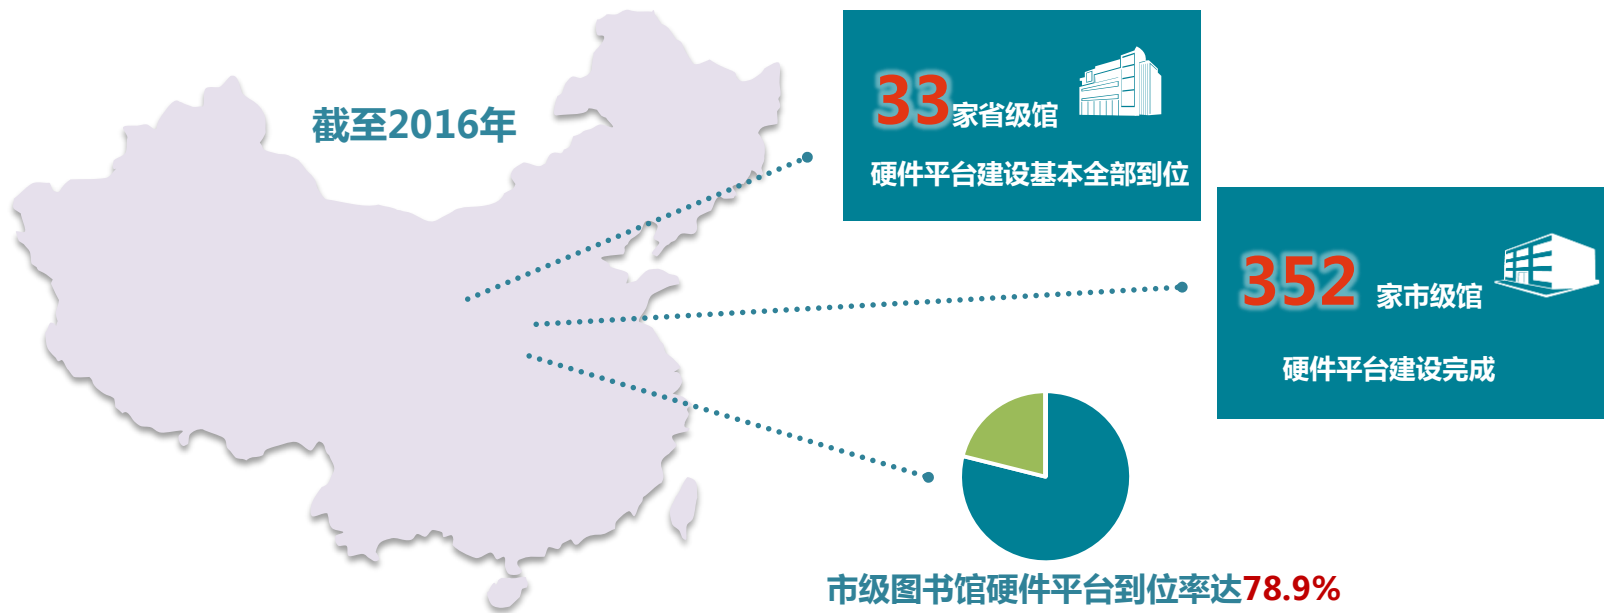 截至2016年
33家省级馆
硬件平台建设基本全部到位
352 家市级馆
硬件平台建设完成
市级图书馆硬件平台到位率达78.9%